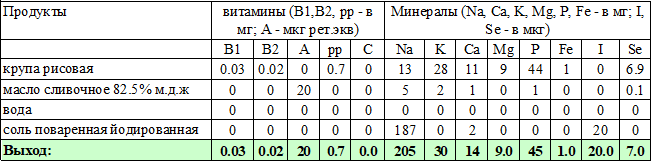 Продукты витамины (B1,B2, pp - в мг; А - мкг рет.экв) Минералы (Na, Ca, K, Mg, P, Fe - в мг; I, Se - в мкг)
B1 B2 A pp C Na K Ca Mg P Fe I Se
крупа рисовая 0.03 0.02 0 0.7 0 13 28 11 9 44 1 0 6.9
масло сливочное 82.5% м.д.ж 0 0 20 0 0 5 2 1 0 1 0 0 0.1
вода 0 0 0 0 0 0 0 0 0 0 0 0 0
соль поваренная йодированная 0 0 0 0 0 187 0 2 0 0 0 20 0
Выход: 0.03 0.02 20 0.7 0.0 205 30 14 9.0 45 1.0 20.0 7.0